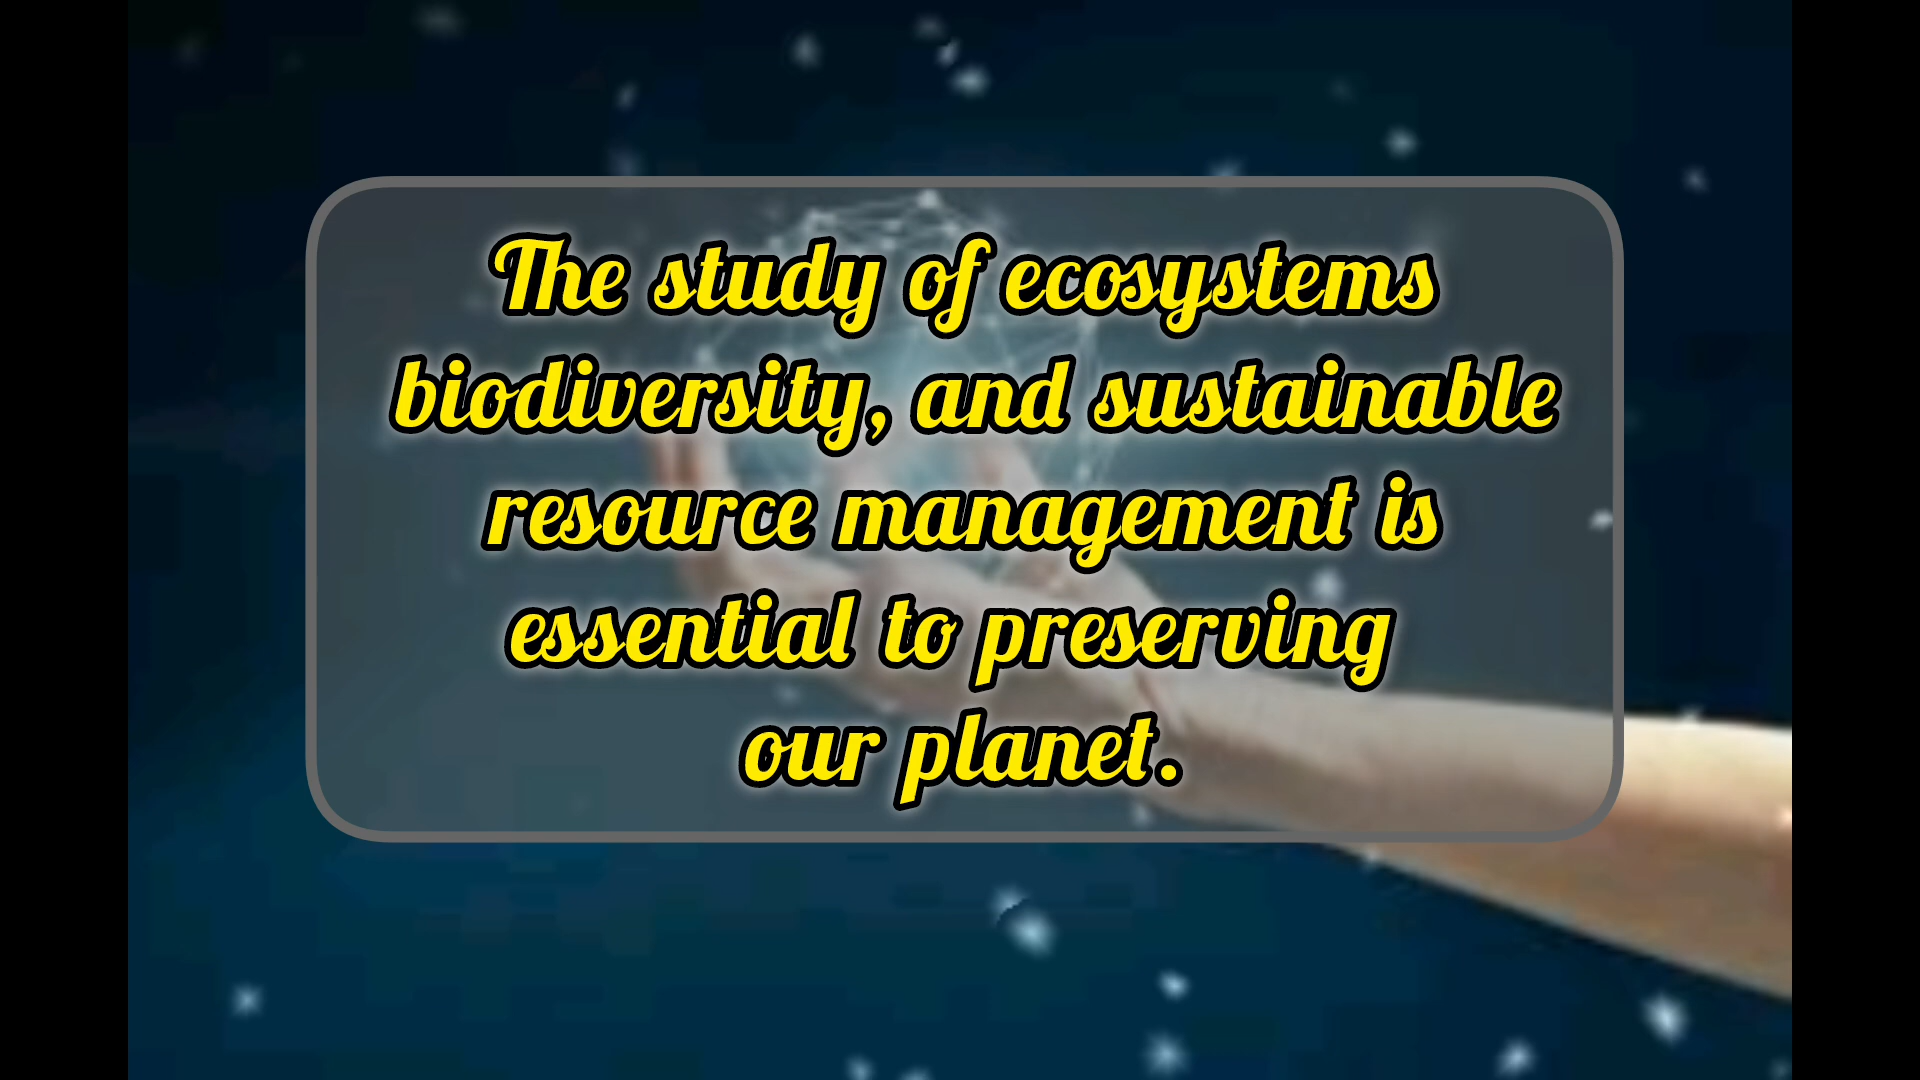 The study of ecosystems
biodiversity, and sustainable
resource management is
essential to preserving
our planet.